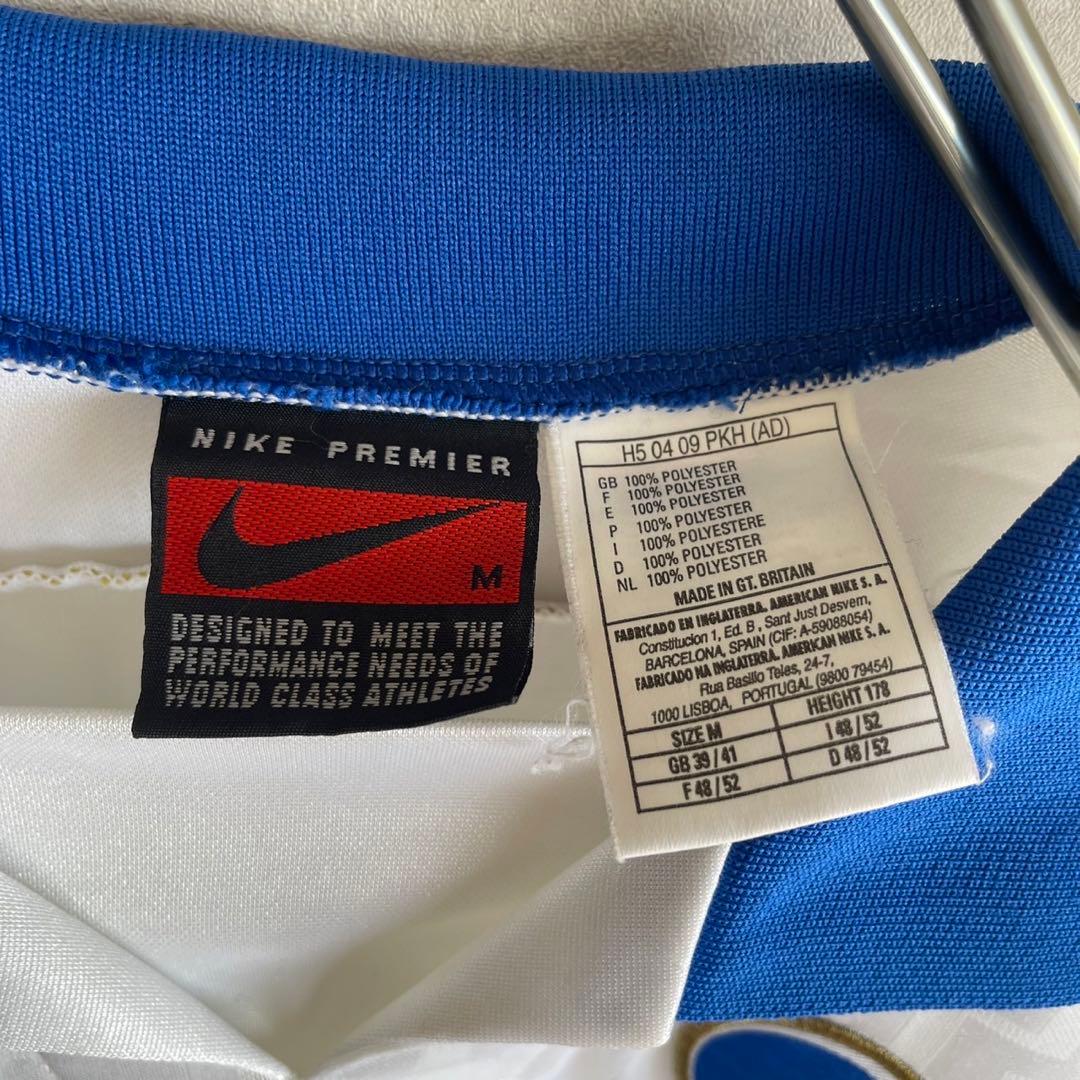 NIKE PREMIER
M
DESIGNED TO MEET THE
PERFORMANCE NEEDS OF
WORLD CLASS ATHLETES
H5 04 09 PKH (AD)
GB 100% POLYESTER
F 100% POLYESTER
E 100% POLYESTER
P 100% POLYESTER
I 100% POLIESTERE
D 100% POLYESTER
NL 100% POLYESTER
MADE IN GT. BRITAIN
FABRICADO EN INGLATERRA. AMERICAN NIKE S. A.
Constitucion 1, Ed. B , Sant Just Desvern,
BARCELONA, SPAIN (CIF: A-59088054)
FABRICADO NA INGLATERRA. AMERICAN NIKE S. A.
Rua Basilio Teles, 24-7,
1000 LISBOA, PORTUGAL (9800 79454)
SIZE M HEIGHT 178
GB 39 / 41 I 48 / 52
F 48 / 52 D 48 / 52